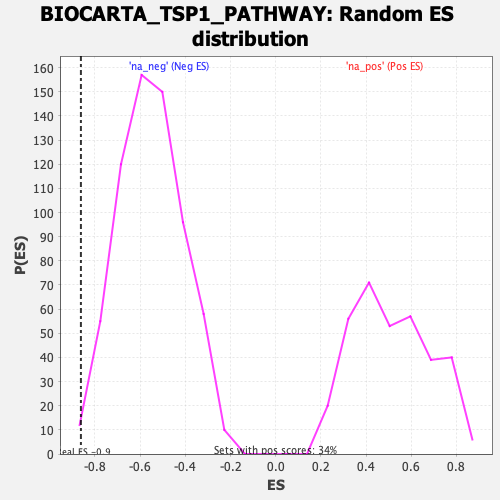 BIOCARTA_TSP1_PATHWAY: Random ES
distribution
'na_neg' (Neg ES)
'na_pos' (Pos ES)
160
150
140
130
120
110
100
90
80
70
60
50
40
30
20
10
0
P(ES)
eal ES -0.9
Sets with pos scores: 34%
-0.8 -0.6 -0.4 -0.2 0.0 0.2 0.4 0.6 0.8
ES